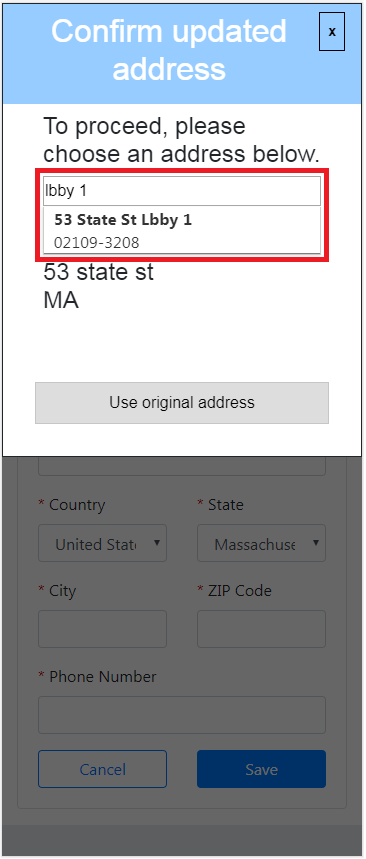 Confirm updated
address
x
To proceed, please
choose an address below.
lbby 1
53 State St Lbby 1
02109-3208
53 state st
MA
Use original address
* Country
* State
United Stat
Massachuse
* City
* ZIP Code
* Phone Number
Cancel
Save